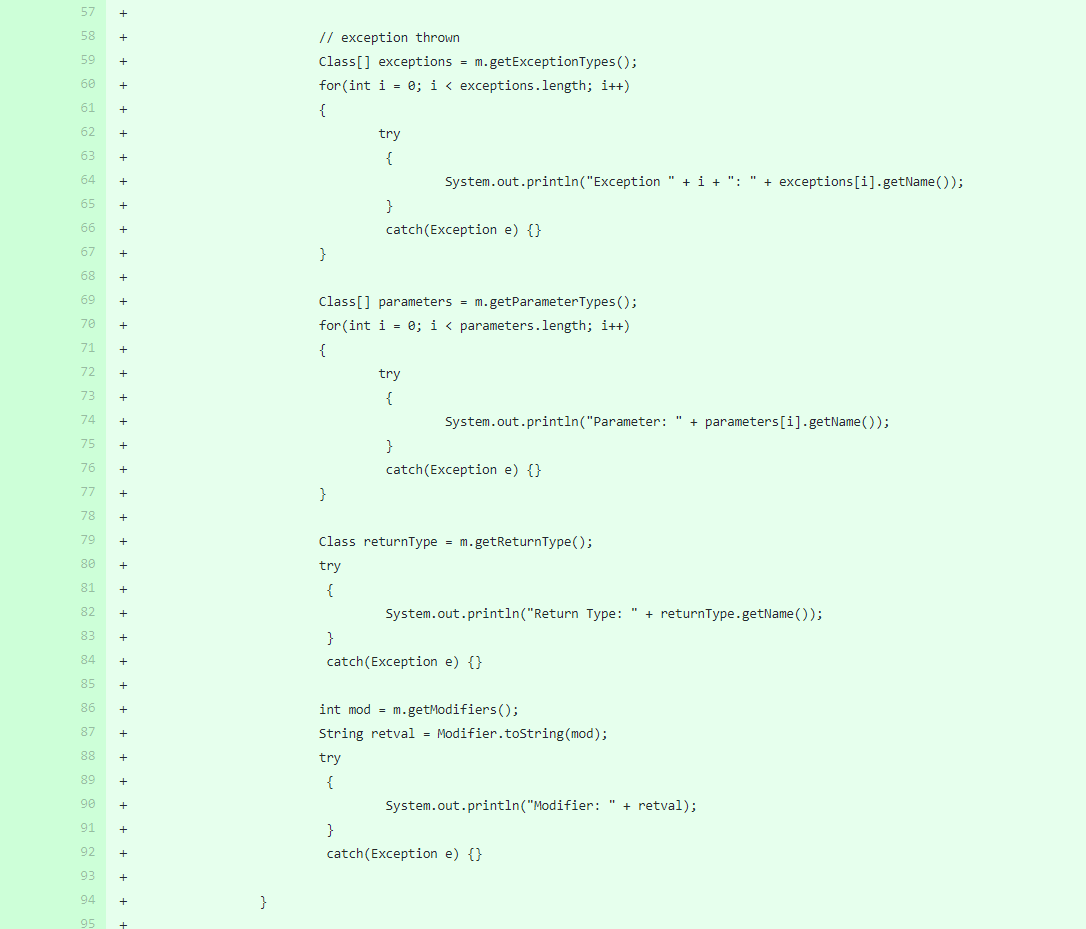 57 +
58 + // exception thrown
59 + Class[] exceptions = m.getExceptionTypes();
60 + for(int i = 0; i < exceptions.length; i++)
61 + {
62 + try
63 + {
64 + System.out.println("Exception " + i + ": " + exceptions[i].getName());
65 + }
66 + catch(Exception e) {}
67 + }
68 +
69 + Class[] parameters = m.getParameterTypes();
70 + for(int i = 0; i < parameters.length; i++)
71 + {
72 + try
73 + {
74 + System.out.println("Parameter: " + parameters[i].getName());
75 + }
76 + catch(Exception e) {}
77 + }
78 +
79 + Class returnType = m.getReturnType();
80 + try
81 + {
82 + System.out.println("Return Type: " + returnType.getName());
83 + }
84 + catch(Exception e) {}
85 +
86 + int mod = m.getModifiers();
87 + String retval = Modifier.toString(mod);
88 + try
89 + {
90 + System.out.println("Modifier: " + retval);
91 + }
92 + catch(Exception e) {}
93 +
94 + }
95 +